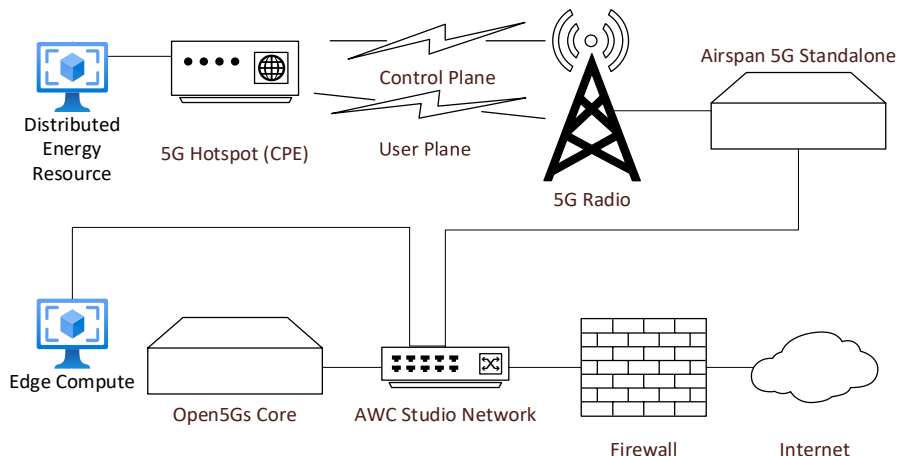 Airspan 5G Standalone
Control Plane
Distributed
Energy
Resource
5G Hotspot (CPE)
User Plane
5G Radio
Edge Compute
Open5Gs Core
AWC Studio Network
Firewall
Internet